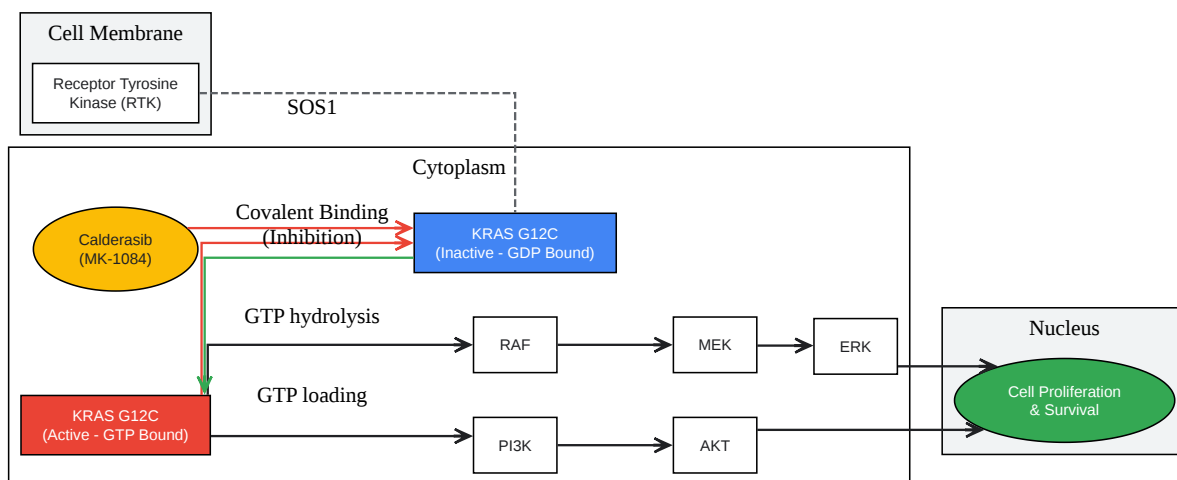 Cell Membrane
Receptor Tyrosine
Kinase (RTK)
SOS1
Cytoplasm
Covalent Binding
(Inhibition)
Calderasib
(MK-1084)
KRAS G12C
(Inactive - GDP Bound)
GTP hydrolysis
RAF
MEK
ERK
Nucleus
Cell Proliferation
& Survival
GTP loading
KRAS G12C
(Active - GTP Bound)
PI3K
AKT